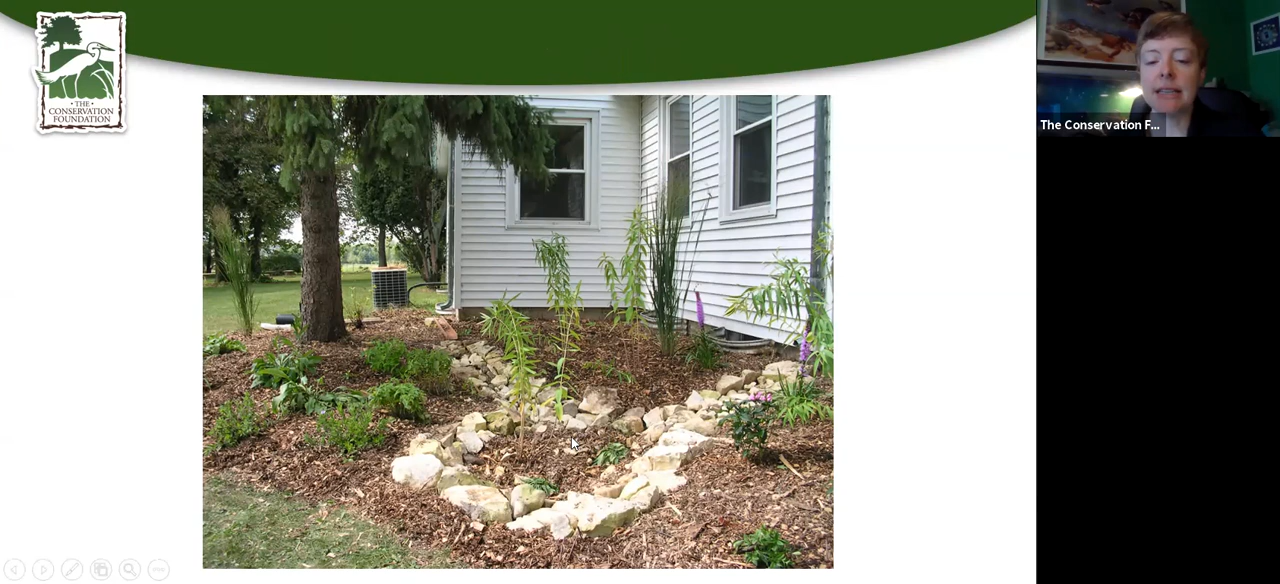 · THE ·
CONSERVATION
FOUNDATION
The Conservation F...